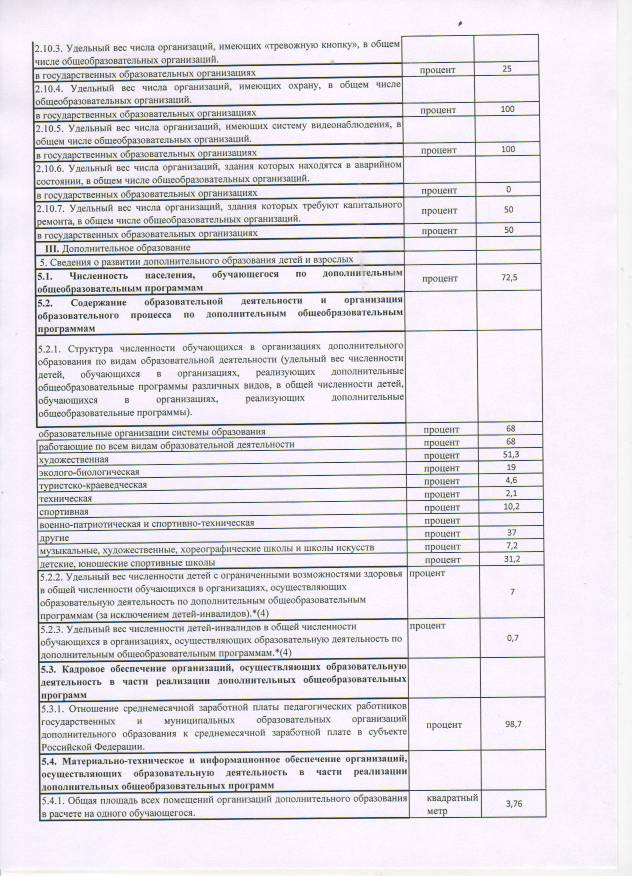 2.10.3. Удельный вес числа организаций, имеющих «тревожную кнопку», в общем
числе общеобразовательных организаций.
в государственных образовательных организациях процент 25
2.10.4. Удельный вес числа организаций, имеющих охрану, в общем числе
общеобразовательных организаций.
в государственных образовательных организациях процент 100
2.10.5. Удельный вес числа организаций, имеющих систему видеонаблюдения, в
общем числе общеобразовательных организаций.
в государственных образовательных организациях процент 100
2.10.6. Удельный вес числа организаций, здания которых находятся в аварийном
состоянии, в общем числе общеобразовательных организаций.
в государственных образовательных организациях процент 0
2.10.7. Удельный вес числа организаций, здания которых требуют капитального
ремонта, в общем числе общеобразовательных организаций. процент 50
в государственных образовательных организациях процент 50
III. Дополнительное образование
5. Сведения о развитии дополнительного образования детей и взрослых
5.1. Численность населения, обучающегося по дополнительным
общеобразовательным программам процент 72,5
5.2. Содержание образовательной деятельности и организация
образовательного процесса по дополнительным общеобразовательным
программам
5.2.1. Структура численности обучающихся в организациях дополнительного
образования по видам образовательной деятельности (удельный вес численности
детей, обучающихся в организациях, реализующих дополнительные
общеобразовательные программы различных видов, в общей численности детей,
обучающихся в организациях, реализующих дополнительные
общеобразовательные программы).
образовательные организации системы образования процент 68
работающие по всем видам образовательной деятельности процент 68
художественная процент 51,3
эколого-биологическая процент 19
туристско-краеведческая процент 4,6
техническая процент 2,1
спортивная процент 10,2
военно-патриотическая и спортивно-техническая процент
другие процент 37
музыкальные, художественные, хореографические школы и школы искусств процент 7,2
детские, юношеские спортивные школы процент 31,2
5.2.2. Удельный вес численности детей с ограниченными возможностями здоровья процент
в общей численности обучающихся в организациях, осуществляющих
образовательную деятельность по дополнительным общеобразовательным 7
программам (за исключением детей-инвалидов).*(4)
5.2.3. Удельный вес численности детей-инвалидов в общей численности процент
обучающихся в организациях, осуществляющих образовательную деятельность по 0,7
дополнительным общеобразовательным программам.*(4)
5.3. Кадровое обеспечение организаций, осуществляющих образовательную
деятельность в части реализации дополнительных общеобразовательных
программ
5.3.1. Отношение среднемесячной заработной платы педагогических работников
государственных и муниципальных образовательных организаций процент 98,7
дополнительного образования к среднемесячной заработной плате в субъекте
Российской Федерации.
5.4. Материально-техническое и информационное обеспечение организаций,
осуществляющих образовательную деятельность в части реализации
дополнительных общеобразовательных программ
5.4.1. Общая площадь всех помещений организаций дополнительного образования квадратный 3,76
в расчете на одного обучающегося. метр